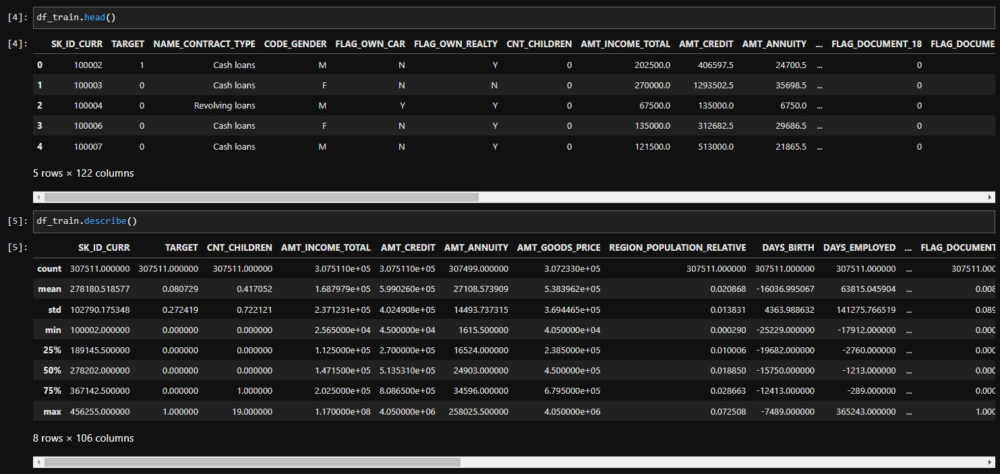 [4]: df_train.head()
[4]: SK_ID_CURR TARGET NAME_CONTRACT_TYPE CODE_GENDER FLAG_OWN_CAR FLAG_OWN_REALTY CNT_CHILDREN AMT_INCOME_TOTAL AMT_CREDIT AMT_ANNUITY ... FLAG_DOCUMENT_18 FLAG_DOCUME
0 100002 1 Cash loans M N Y 0 202500.0 406597.5 24700.5 ... 0
1 100003 0 Cash loans F N N 0 270000.0 1293502.5 35698.5 ... 0
2 100004 0 Revolving loans M Y Y 0 67500.0 135000.0 6750.0 ... 0
3 100006 0 Cash loans F N Y 0 135000.0 312682.5 29686.5 ... 0
4 100007 0 Cash loans M N Y 0 121500.0 513000.0 21865.5 ... 0
5 rows × 122 columns
[5]: df_train.describe()
[5]: SK_ID_CURR TARGET CNT_CHILDREN AMT_INCOME_TOTAL AMT_CREDIT AMT_ANNUITY AMT_GOODS_PRICE REGION_POPULATION_RELATIVE DAYS_BIRTH DAYS_EMPLOYED ... FLAG_DOCUMENT
count 307511.000000 307511.000000 307511.000000 3.075110e+05 3.075110e+05 307499.000000 3.072330e+05 307511.000000 307511.000000 307511.000000 ... 307511.000
mean 278180.518577 0.080729 0.417052 1.687979e+05 5.990260e+05 27108.573909 5.383962e+05 0.020868 -16036.995067 63815.045904 ... 0.008
std 102790.175348 0.272419 0.722121 2.371231e+05 4.024908e+05 14493.737315 3.694465e+05 0.013831 4363.988632 141275.766519 ... 0.089
min 100002.000000 0.000000 0.000000 2.565000e+04 4.500000e+04 1615.500000 4.050000e+04 0.000290 -25229.000000 -17912.000000 ... 0.000
25% 189145.500000 0.000000 0.000000 1.125000e+05 2.700000e+05 16524.000000 2.385000e+05 0.010006 -19682.000000 -2760.000000 ... 0.000
50% 278202.000000 0.000000 0.000000 1.471500e+05 5.135310e+05 24903.000000 4.500000e+05 0.018850 -15750.000000 -1213.000000 ... 0.000
75% 367142.500000 0.000000 1.000000 2.025000e+05 8.086500e+05 34596.000000 6.795000e+05 0.028663 -12413.000000 -289.000000 ... 0.000
max 456255.000000 1.000000 19.000000 1.170000e+08 4.050000e+06 258025.500000 4.050000e+06 0.072508 -7489.000000 365243.000000 ... 1.000
8 rows × 106 columns